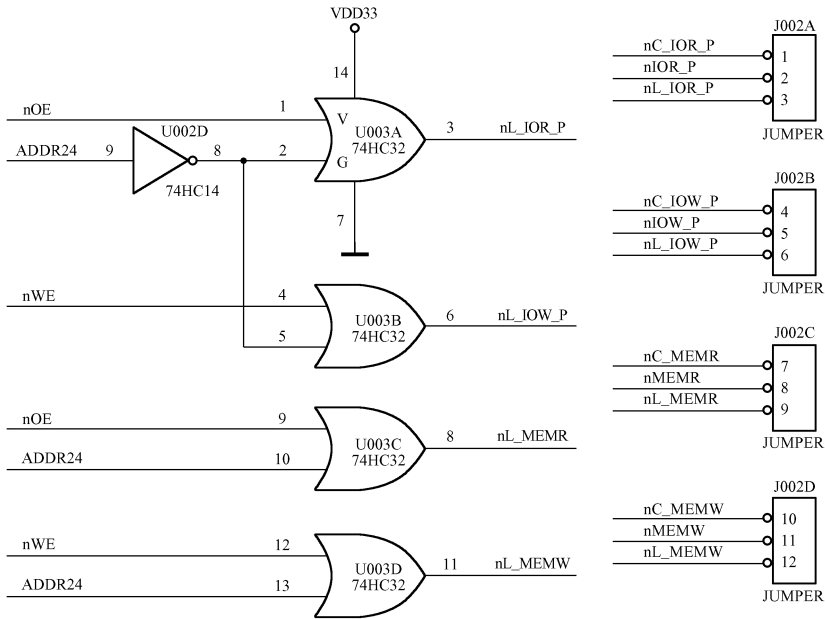 VDD33
14
nOE
1
V
U003A
74HC32
3
nL_IOR_P
U002D
ADDR24
9
8
2
G
74HC14
7
nWE
4
5
U003B
74HC32
6
nL_IOW_P
nOE
9
ADDR24
10
U003C
74HC32
8
nL_MEMR
nWE
12
ADDR24
13
U003D
74HC32
11
nL_MEMW
J002A
nC_IOR_P
1
nIOR_P
2
nL_IOR_P
3
JUMPER
J002B
nC_IOW_P
4
nIOW_P
5
nL_IOW_P
6
JUMPER
J002C
nC_MEMR
7
nMEMR
8
nL_MEMR
9
JUMPER
J002D
nC_MEMW
10
nMEMW
11
nL_MEMW
12
JUMPER